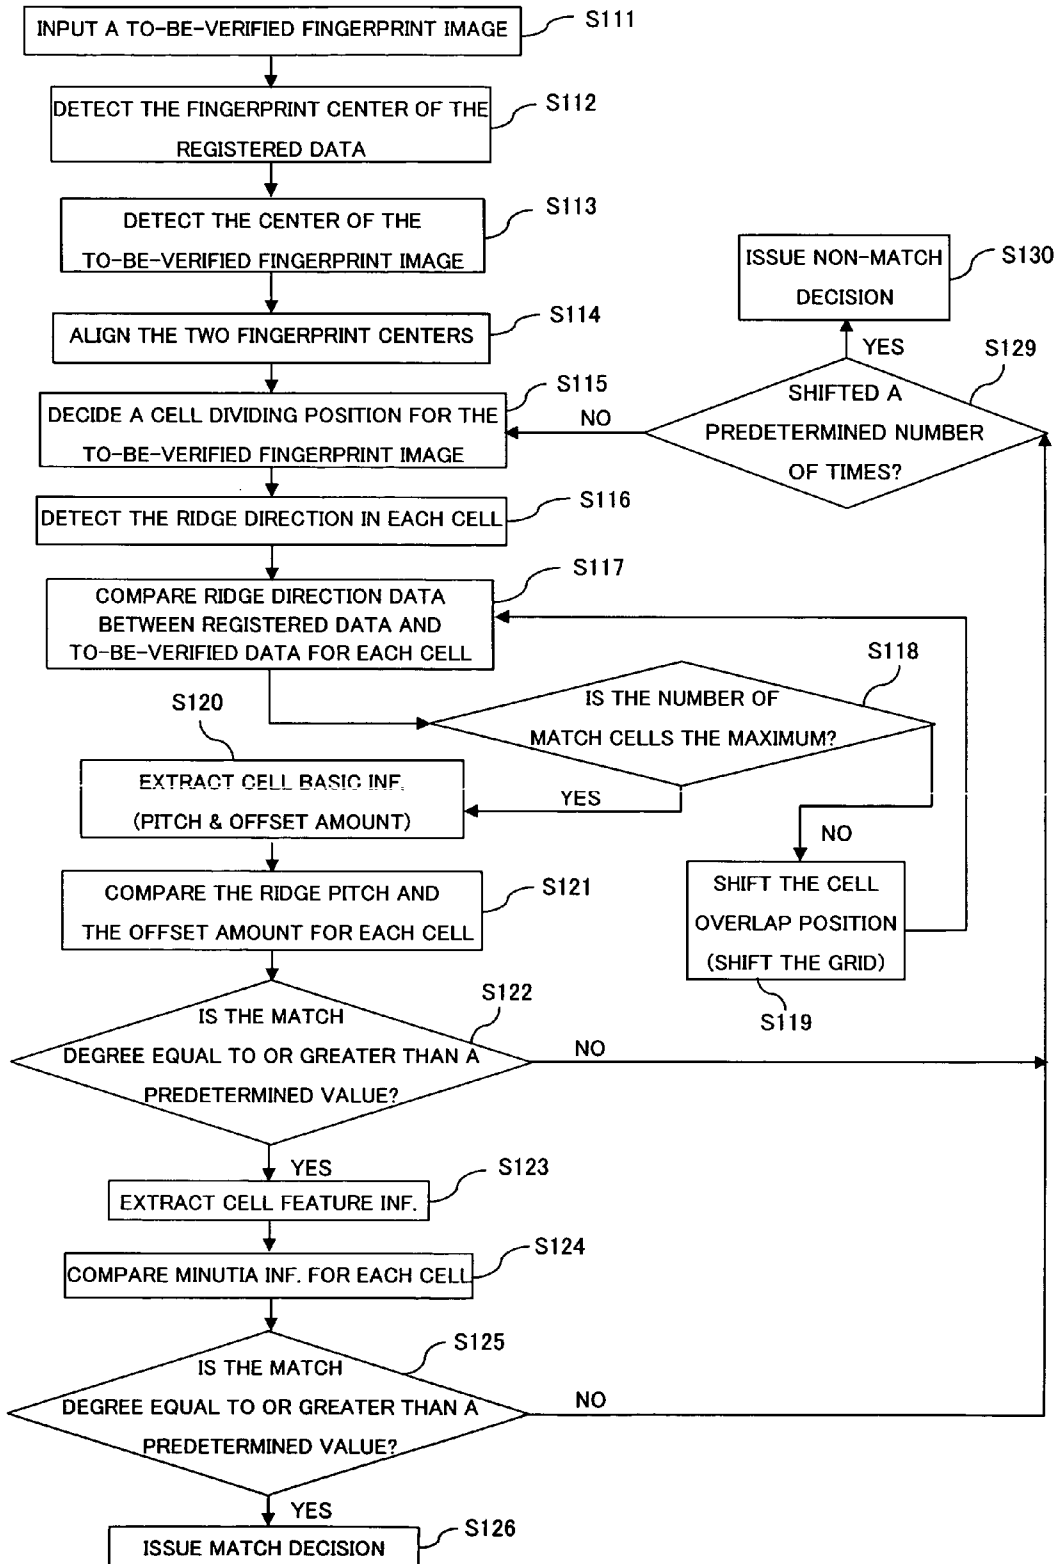 INPUT A TO-BE-VERIFIED FINGERPRINT IMAGE
S111
DETECT THE FINGERPRINT CENTER OF THE
REGISTERED DATA
S112
DETECT THE CENTER OF THE
TO-BE-VERIFIED FINGERPRINT IMAGE
S113
ALIGN THE TWO FINGERPRINT CENTERS
S114
DECIDE A CELL DIVIDING POSITION FOR THE
TO-BE-VERIFIED FINGERPRINT IMAGE
S115
DETECT THE RIDGE DIRECTION IN EACH CELL
S116
COMPARE RIDGE DIRECTION DATA
BETWEEN REGISTERED DATA AND
TO-BE-VERIFIED DATA FOR EACH CELL
S117
IS THE NUMBER OF
MATCH CELLS THE MAXIMUM?
S118
YES
NO
SHIFT THE CELL
OVERLAP POSITION
(SHIFT THE GRID)
S119
S120
EXTRACT CELL BASIC INF.
(PITCH & OFFSET AMOUNT)
COMPARE THE RIDGE PITCH AND
THE OFFSET AMOUNT FOR EACH CELL
S121
IS THE MATCH
DEGREE EQUAL TO OR GREATER THAN A
PREDETERMINED VALUE?
S122
NO
YES
EXTRACT CELL FEATURE INF.
S123
COMPARE MINUTIA INF. FOR EACH CELL
S124
IS THE MATCH
DEGREE EQUAL TO OR GREATER THAN A
PREDETERMINED VALUE?
S125
NO
YES
ISSUE MATCH DECISION
S126
SHIFTED A
PREDETERMINED NUMBER
OF TIMES?
S129
NO
YES
ISSUE NON-MATCH
DECISION
S130